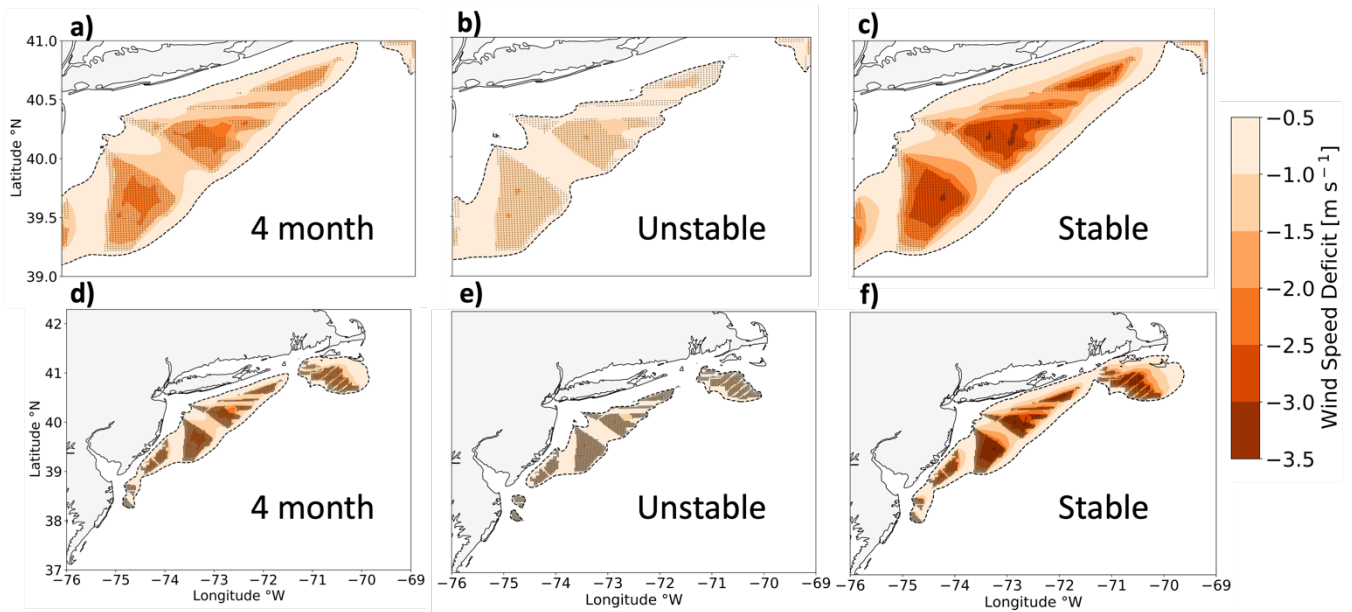 a)
b)
c)
41.0
40.5
40.0
39.5
39.0
Latitude °N
4 month
Unstable
Stable
d)
e)
f)
42
41
40
39
38
37
Latitude °N
4 month
Unstable
Stable
−76 −75 −74 −73 −72 −71 −70 −69
−76 −75 −74 −73 −72 −71 −70 −69
−76 −75 −74 −73 −72 −71 −70 −69
Longitude °W
Longitude °W
Longitude °W
−0.5
−1.0
−1.5
−2.0
−2.5
−3.0
−3.5
Wind Speed Deficit [m s⁻¹]